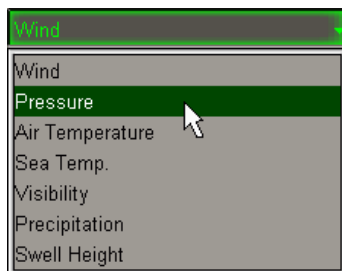 Wind
Wind
Pressure
Air Temperature
Sea Temp.
Visibility
Precipitation
Swell Height